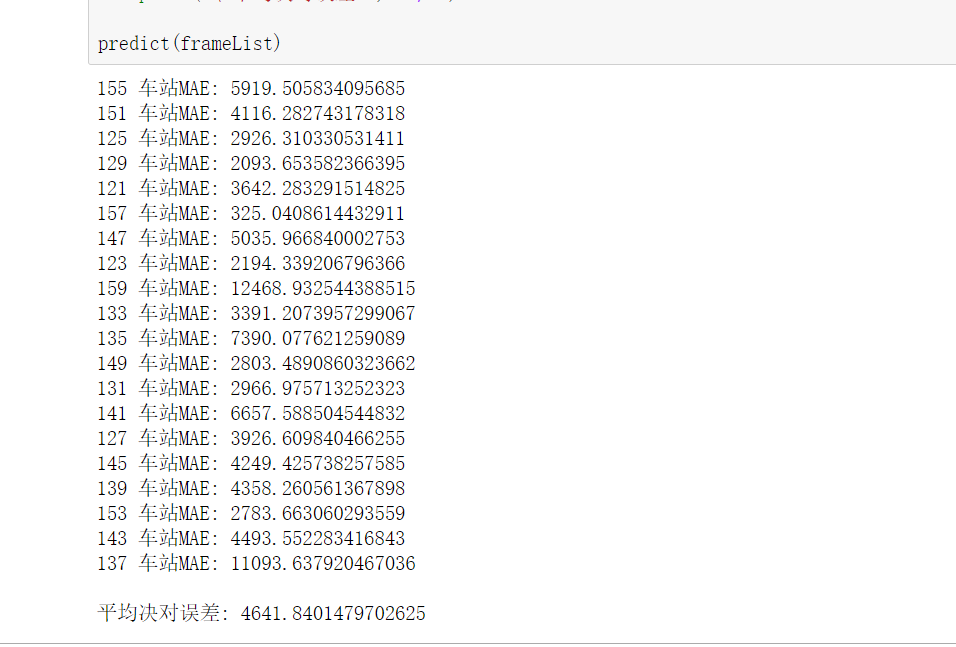 predict(frameList)
155 车站MAE: 5919.505834095685
151 车站MAE: 4116.282743178318
125 车站MAE: 2926.310330531411
129 车站MAE: 2093.653582366395
121 车站MAE: 3642.283291514825
157 车站MAE: 325.0408614432911
147 车站MAE: 5035.966840002753
123 车站MAE: 2194.339206796366
159 车站MAE: 12468.932544388515
133 车站MAE: 3391.2073957299067
135 车站MAE: 7390.077621259089
149 车站MAE: 2803.4890860323662
131 车站MAE: 2966.975713252323
141 车站MAE: 6657.588504544832
127 车站MAE: 3926.609840466255
145 车站MAE: 4249.425738257585
139 车站MAE: 4358.260561367898
153 车站MAE: 2783.663060293559
143 车站MAE: 4493.552283416843
137 车站MAE: 11093.637920467036
平均决对误差: 4641.8401479702625